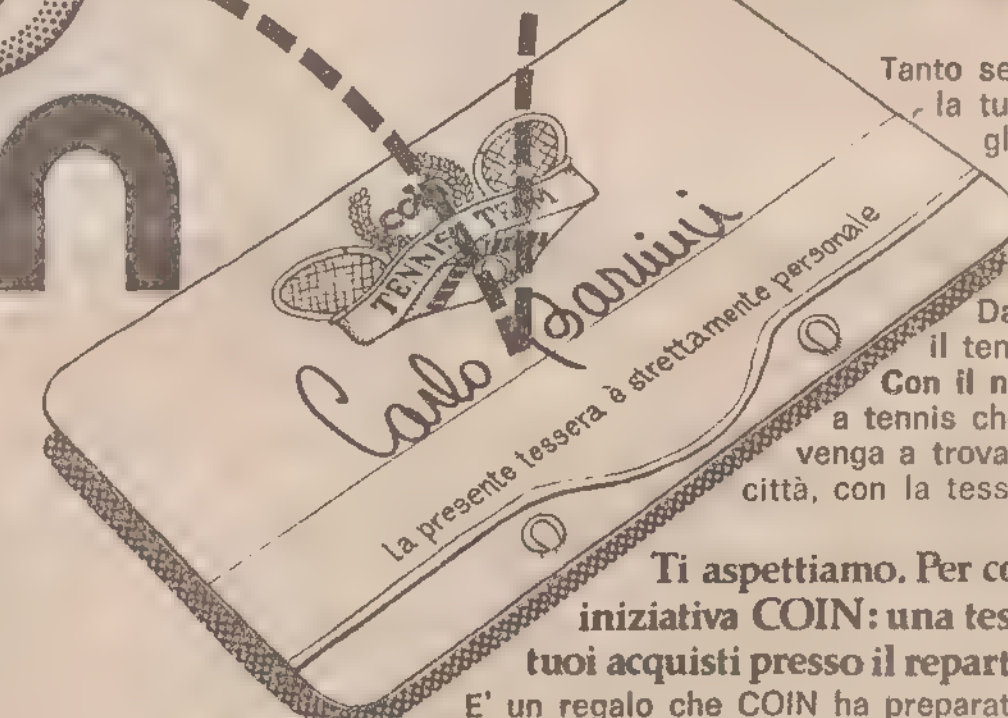 n
Tanto se
la tu
gl
COIN
TENNIS TEAM
Carlo
La presente tessera è strettamente personale
Da
il ten
Con il n
a tennis ch
venga a trova
città, con la tess
Ti aspettiamo. Per co
iniziativa COIN: una tes
tuoi acquisti presso il repart
E' un regalo che COIN ha preparat